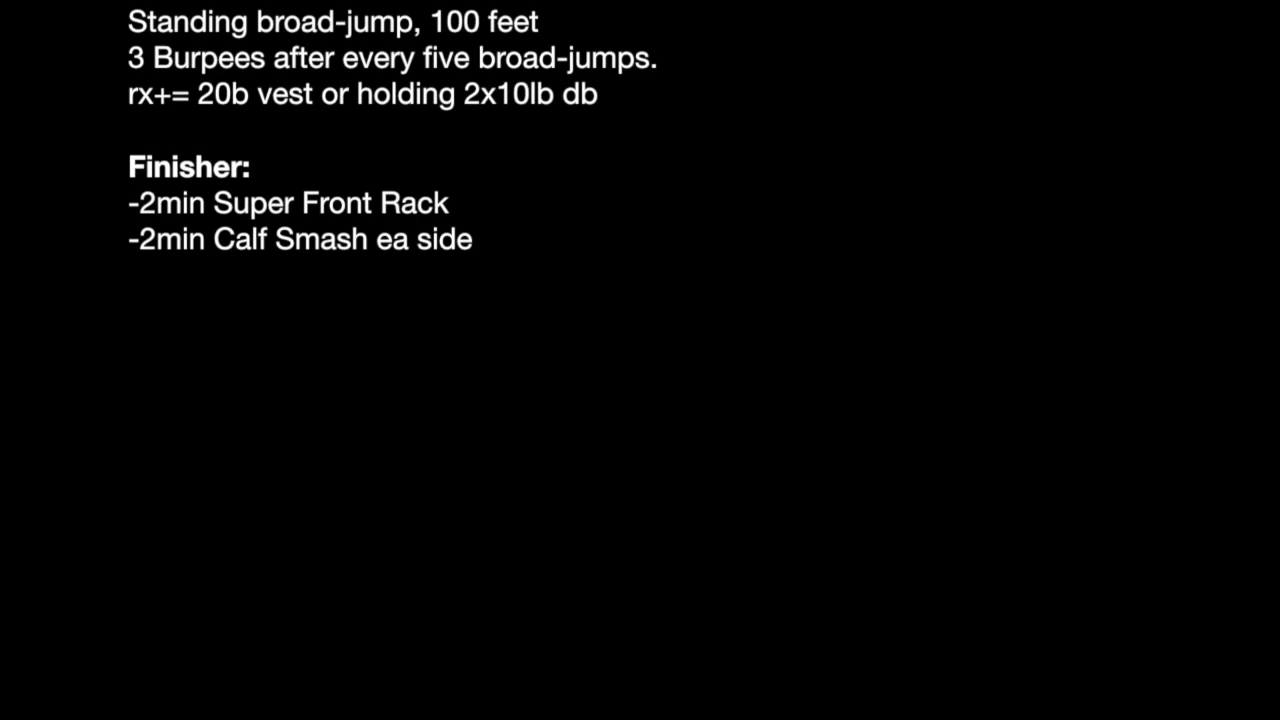 Standing broad-jump, 100 feet
3 Burpees after every five broad-jumps.
rx+= 20b vest or holding 2x10lb db
Finisher:
-2min Super Front Rack
-2min Calf Smash ea side